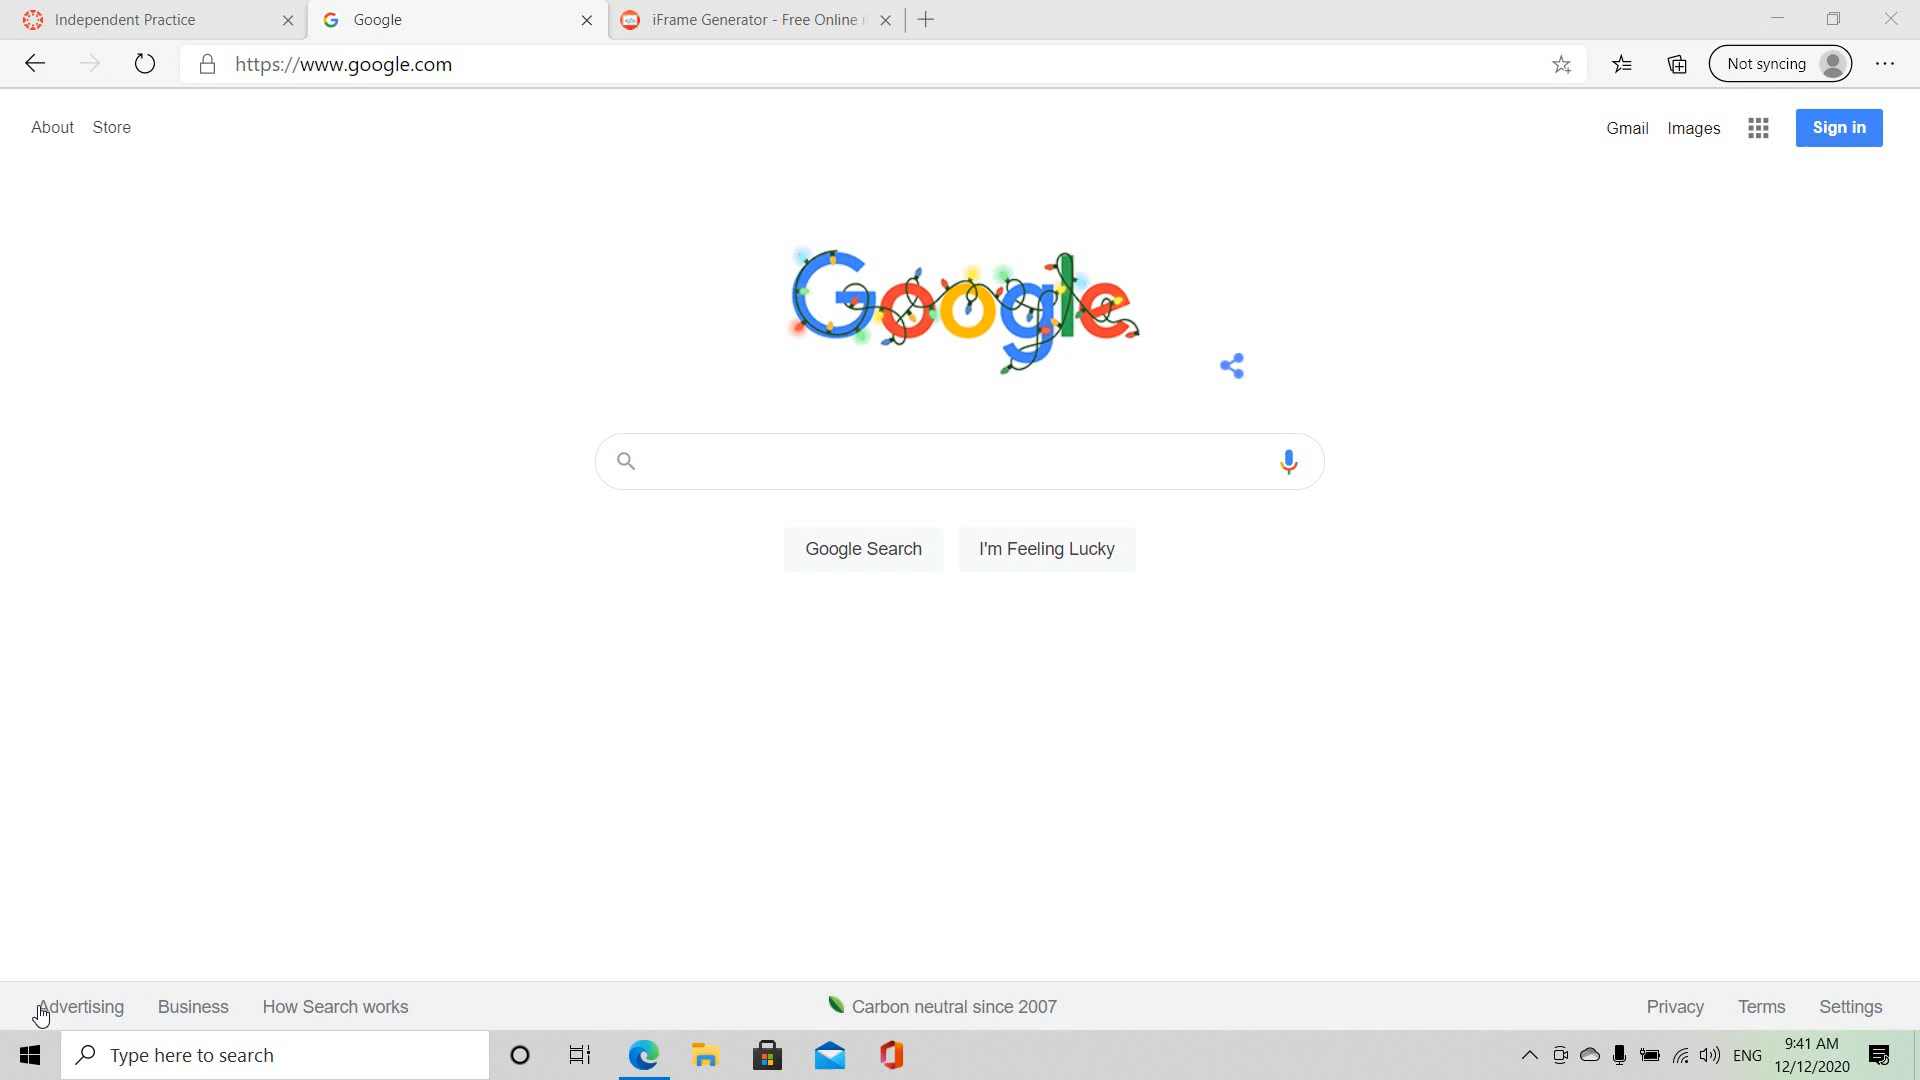 Independent Practice
Google
iFrame Generator - Free Online
https://www.google.com
Not syncing
About Store
Gmail Images Sign in
Google
Google Search I'm Feeling Lucky
Advertising Business How Search works
Carbon neutral since 2007
Privacy Terms Settings
Type here to search
ENG
9:41 AM
12/12/2020